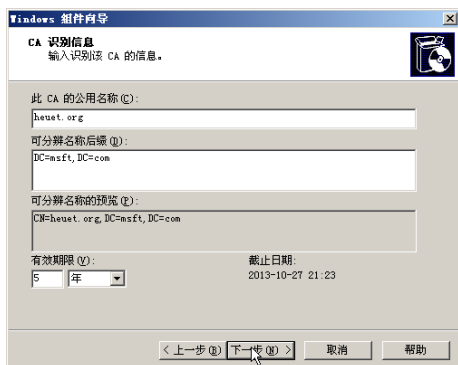 Windows 组件向导
CA 识别信息
输入识别该 CA 的信息。
此 CA 的公用名称(C):
heuet.org
可分辨名称后缀(D):
DC=msft,DC=com
可分辨名称的预览(P):
CN=heuet.org,DC=msft,DC=com
有效期限(V):
截止日期:
5 年
2013-10-27 21:23
< 上一步(B) 下一步(N) > 取消 帮助